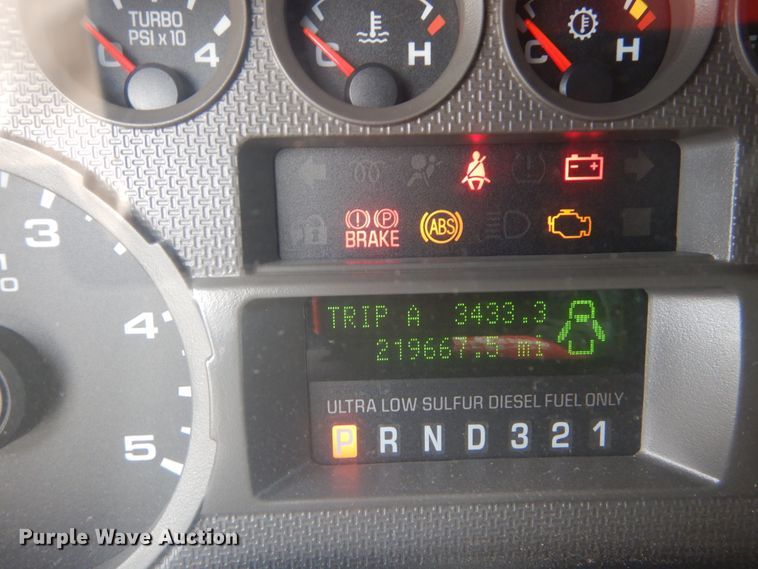 TURBO
PSI x 10
4
C H
C H
BRAKE
ABS
3
4
5
TRIP A 3433.3
219667.5 mi
ULTRA LOW SULFUR DIESEL FUEL ONLY
P R N D 3 2 1
Purple Wave Auction